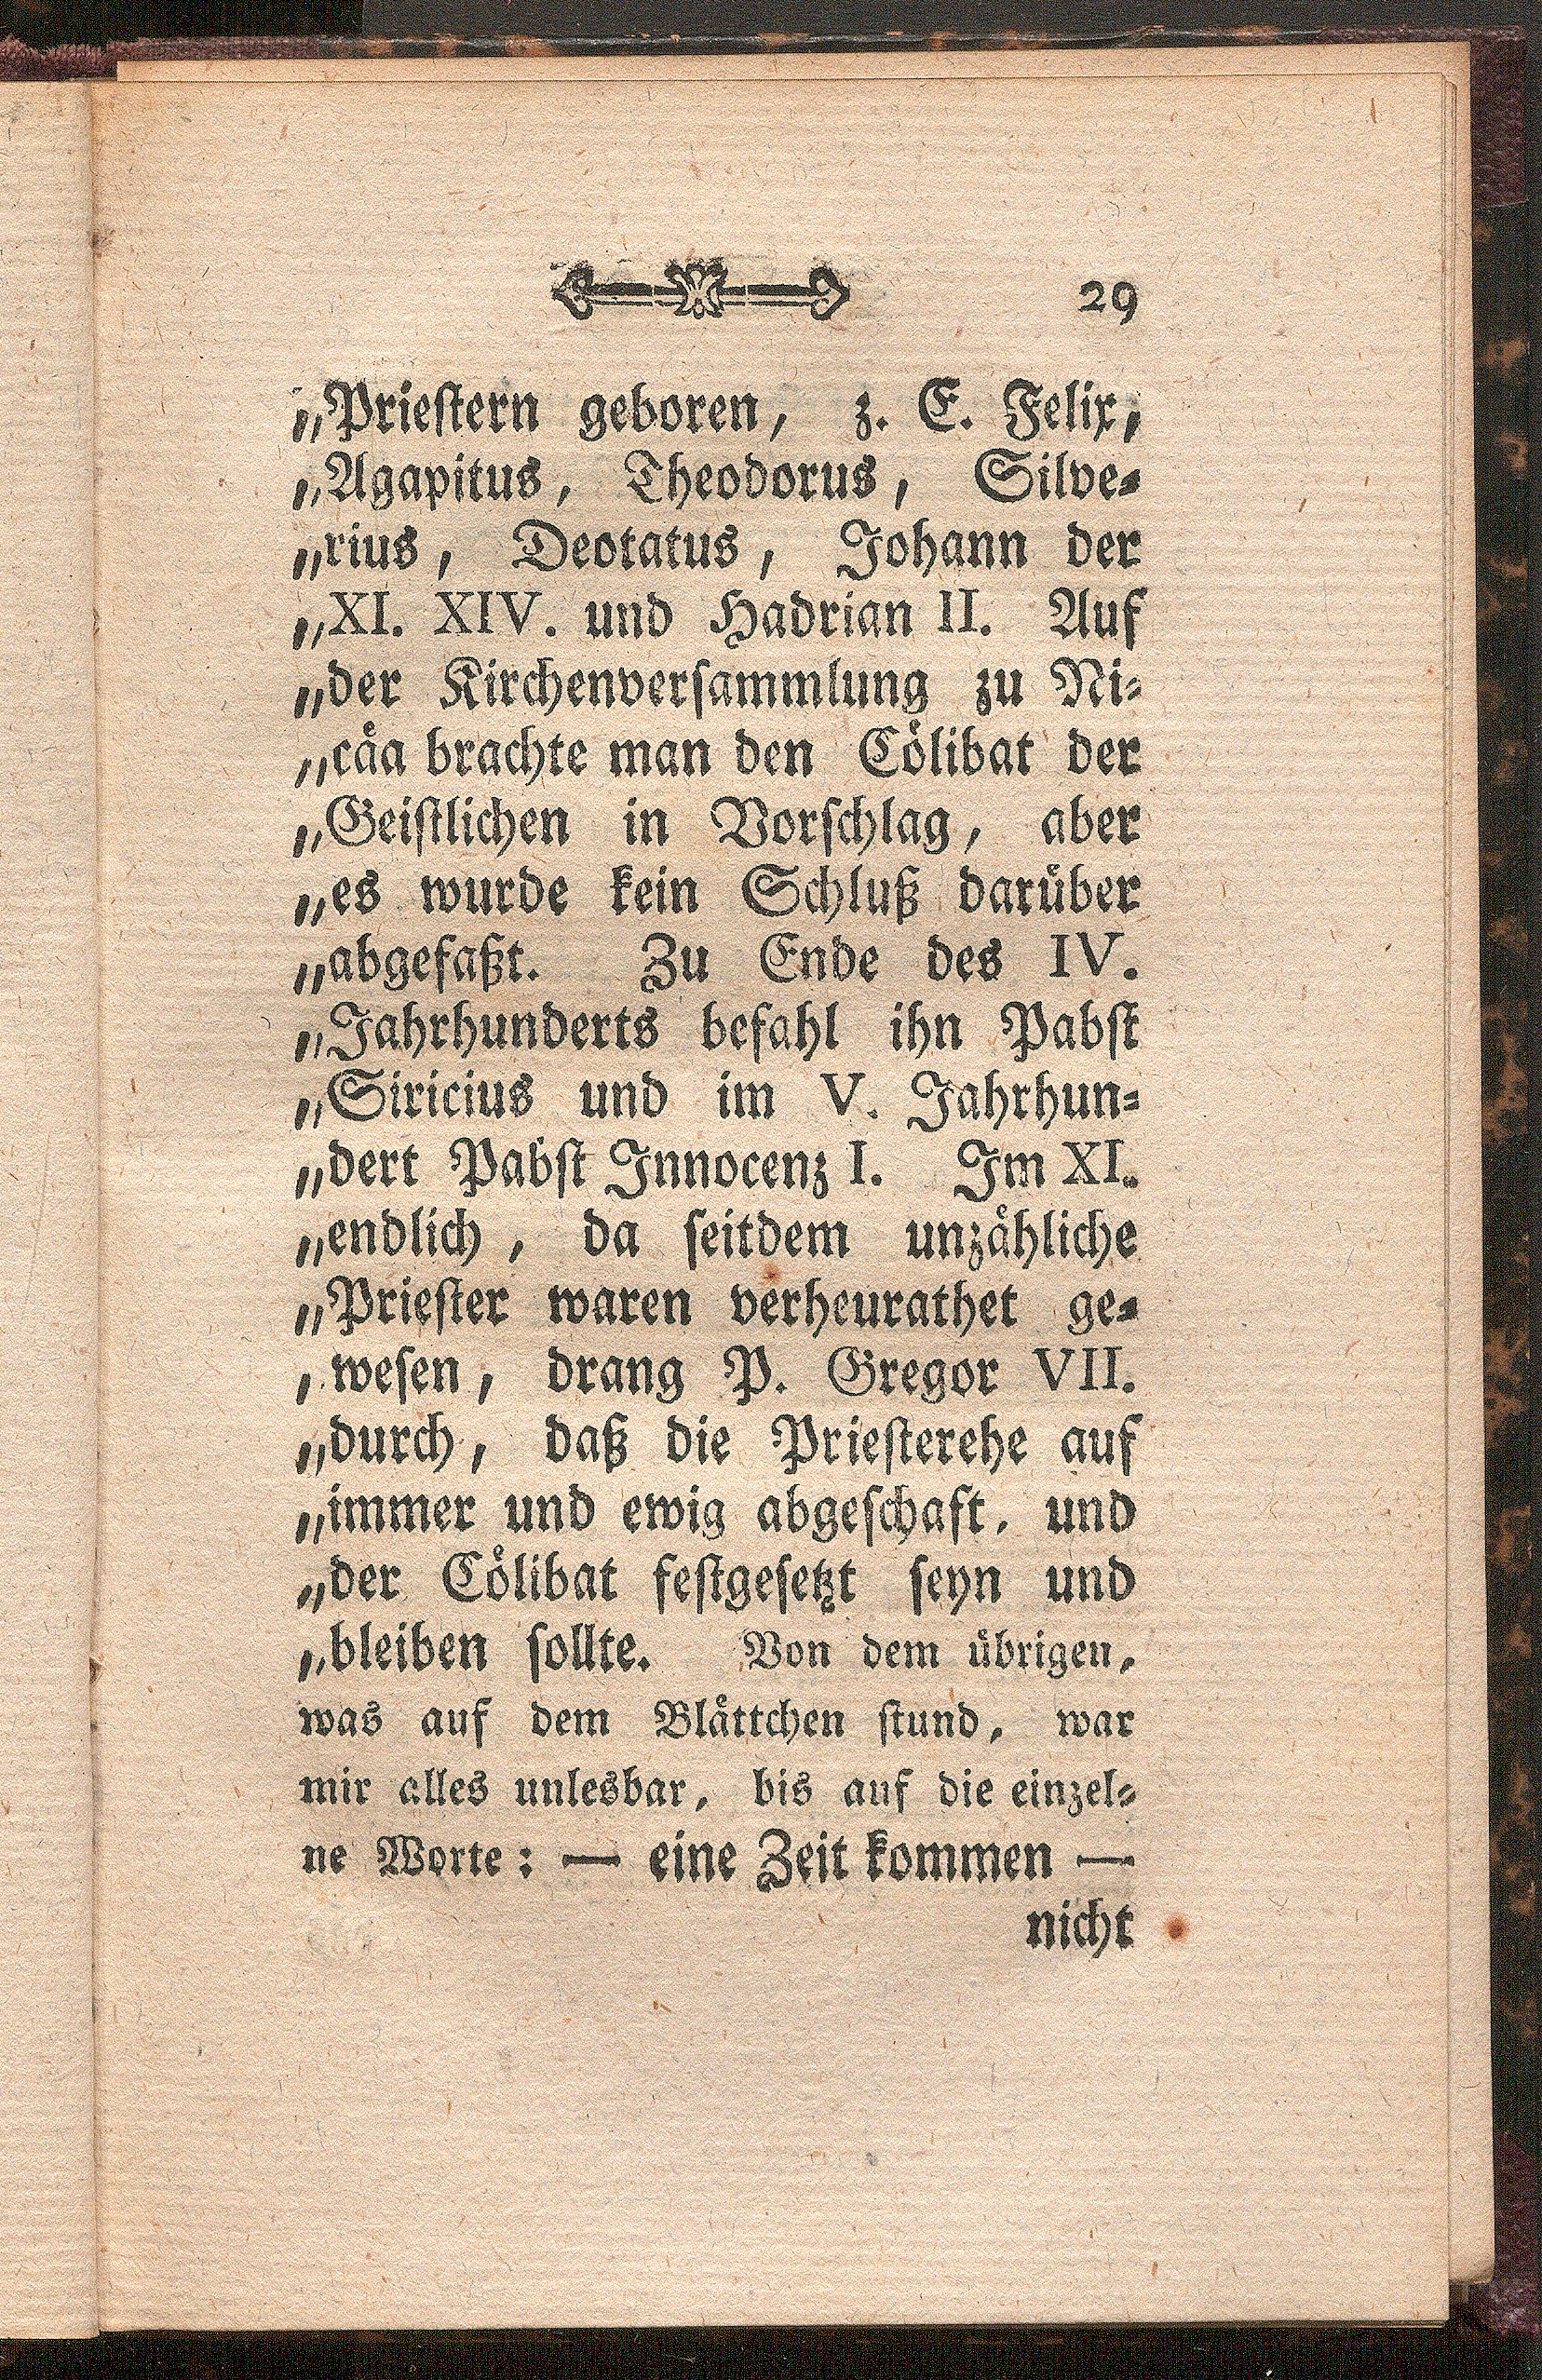 29
„Prieſtern geboren, z. E. Felix,
„Agapitus, Theodorus, Silve⸗
„rius, Deotatus, Johann der
„XI. XIV. und Hadrian II. Auf
„der Kirchenverſammlung zu Ni⸗
„cåa brachte man den Cölibat der
„Geiſtlichen in Vorſchlag, aber
„es wurde kein Schluß darüber
„abgefaßt. Zu Ende des IV.
„Jahrhunderts befahl ihn Pabſt
„Siricius und im V. Jahrhun⸗
„dert Pabſt Innocenz I. Im XI.
„endlich, da ſeitdem unzåhliche
„Prieſter waren verheurathet ge⸗
„weſen, drang P. Gregor VII.
„durch, daß die Prieſterehe auf
„immer und ewig abgeſchaft, und
„der Cölibat feſtgeſetzt ſeyn und
„bleiben ſollte. Von dem übrigen,
was auf dem Blåttchen ſtund, war
mir alles unlesbar, bis auf die einzel⸗
ne Worte: — eine Zeit kommen —
nicht